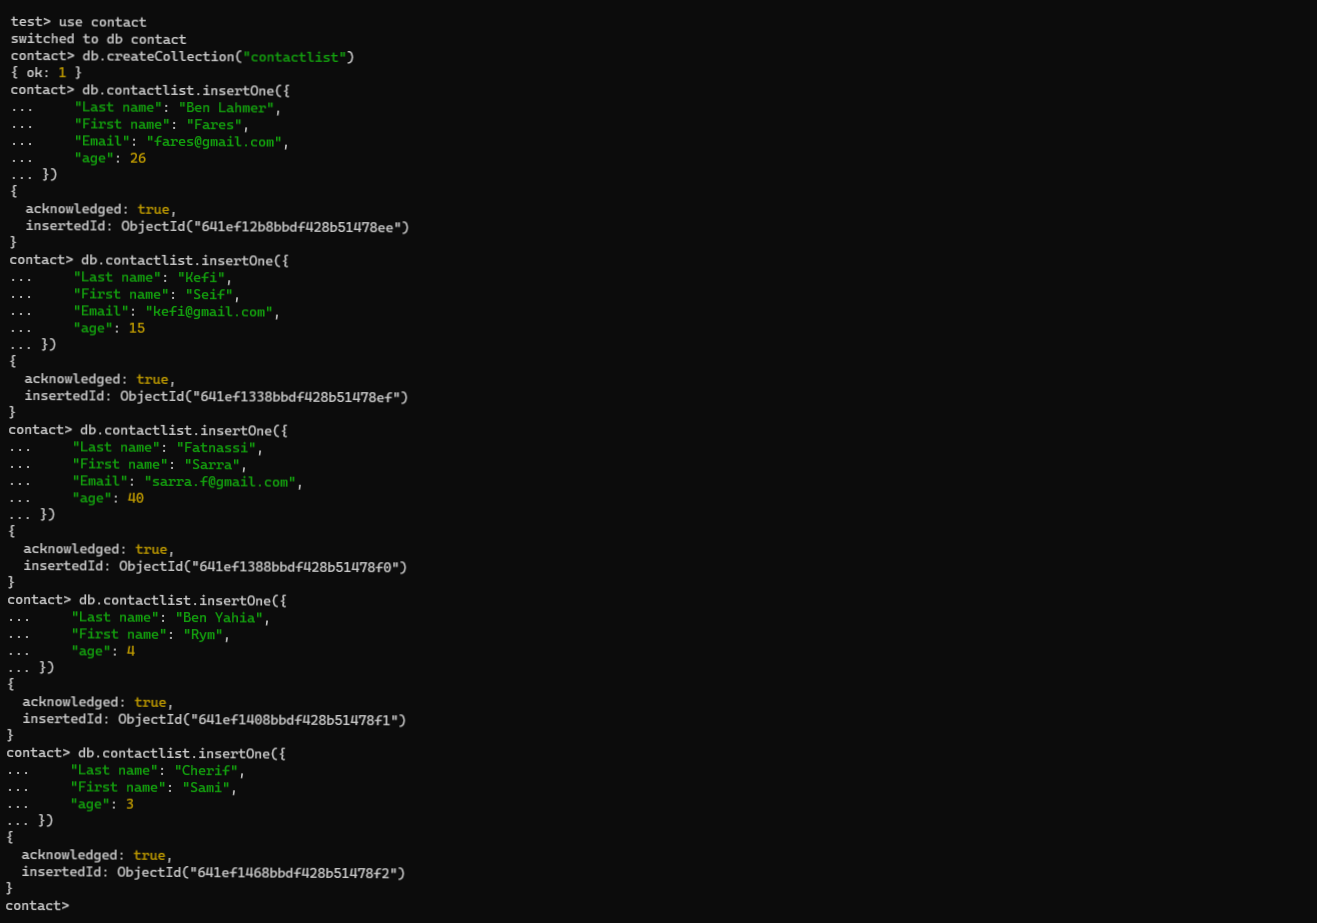 test> use contact
switched to db contact
contact> db.createCollection("contactlist")
{ ok: 1 }
contact> db.contactlist.insertOne({
...     "Last name": "Ben Lahmer",
...     "First name": "Fares",
...     "Email": "fares@gmail.com",
...     "age": 26
... })
{
  acknowledged: true,
  insertedId: ObjectId("641ef12b8bbdf428b51478ee")
}
contact> db.contactlist.insertOne({
...     "Last name": "Kefi",
...     "First name": "Seif",
...     "Email": "kefi@gmail.com",
...     "age": 15
... })
{
  acknowledged: true,
  insertedId: ObjectId("641ef1338bbdf428b51478ef")
}
contact> db.contactlist.insertOne({
...     "Last name": "Fatnassi",
...     "First name": "Sarra",
...     "Email": "sarra.f@gmail.com",
...     "age": 40
... })
{
  acknowledged: true,
  insertedId: ObjectId("641ef1388bbdf428b51478f0")
}
contact> db.contactlist.insertOne({
...     "Last name": "Ben Yahia",
...     "First name": "Rym",
...     "age": 4
... })
{
  acknowledged: true,
  insertedId: ObjectId("641ef1408bbdf428b51478f1")
}
contact> db.contactlist.insertOne({
...     "Last name": "Cherif",
...     "First name": "Sami",
...     "age": 3
... })
{
  acknowledged: true,
  insertedId: ObjectId("641ef1468bbdf428b51478f2")
}
contact>